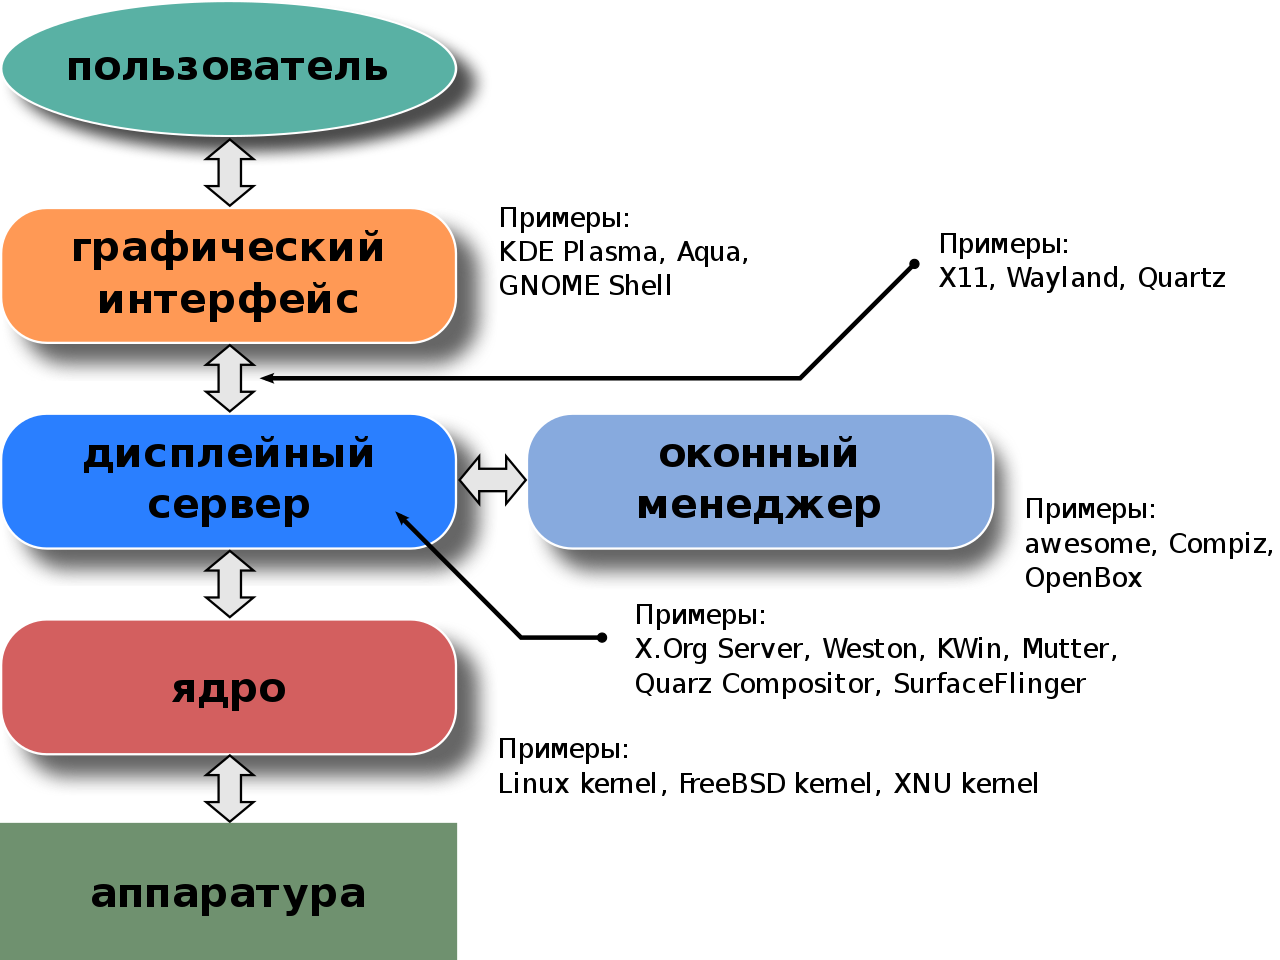 пользователь
графический
интерфейс
Примеры:
KDE Plasma, Aqua,
GNOME Shell
Примеры:
X11, Wayland, Quartz
дисплейный
сервер
оконный
менеджер
Примеры:
awesome, Compiz,
OpenBox
Примеры:
X.Org Server, Weston, KWin, Mutter,
Quarz Compositor, SurfaceFlinger
ядро
Примеры:
Linux kernel, FreeBSD kernel, XNU kernel
аппаратура